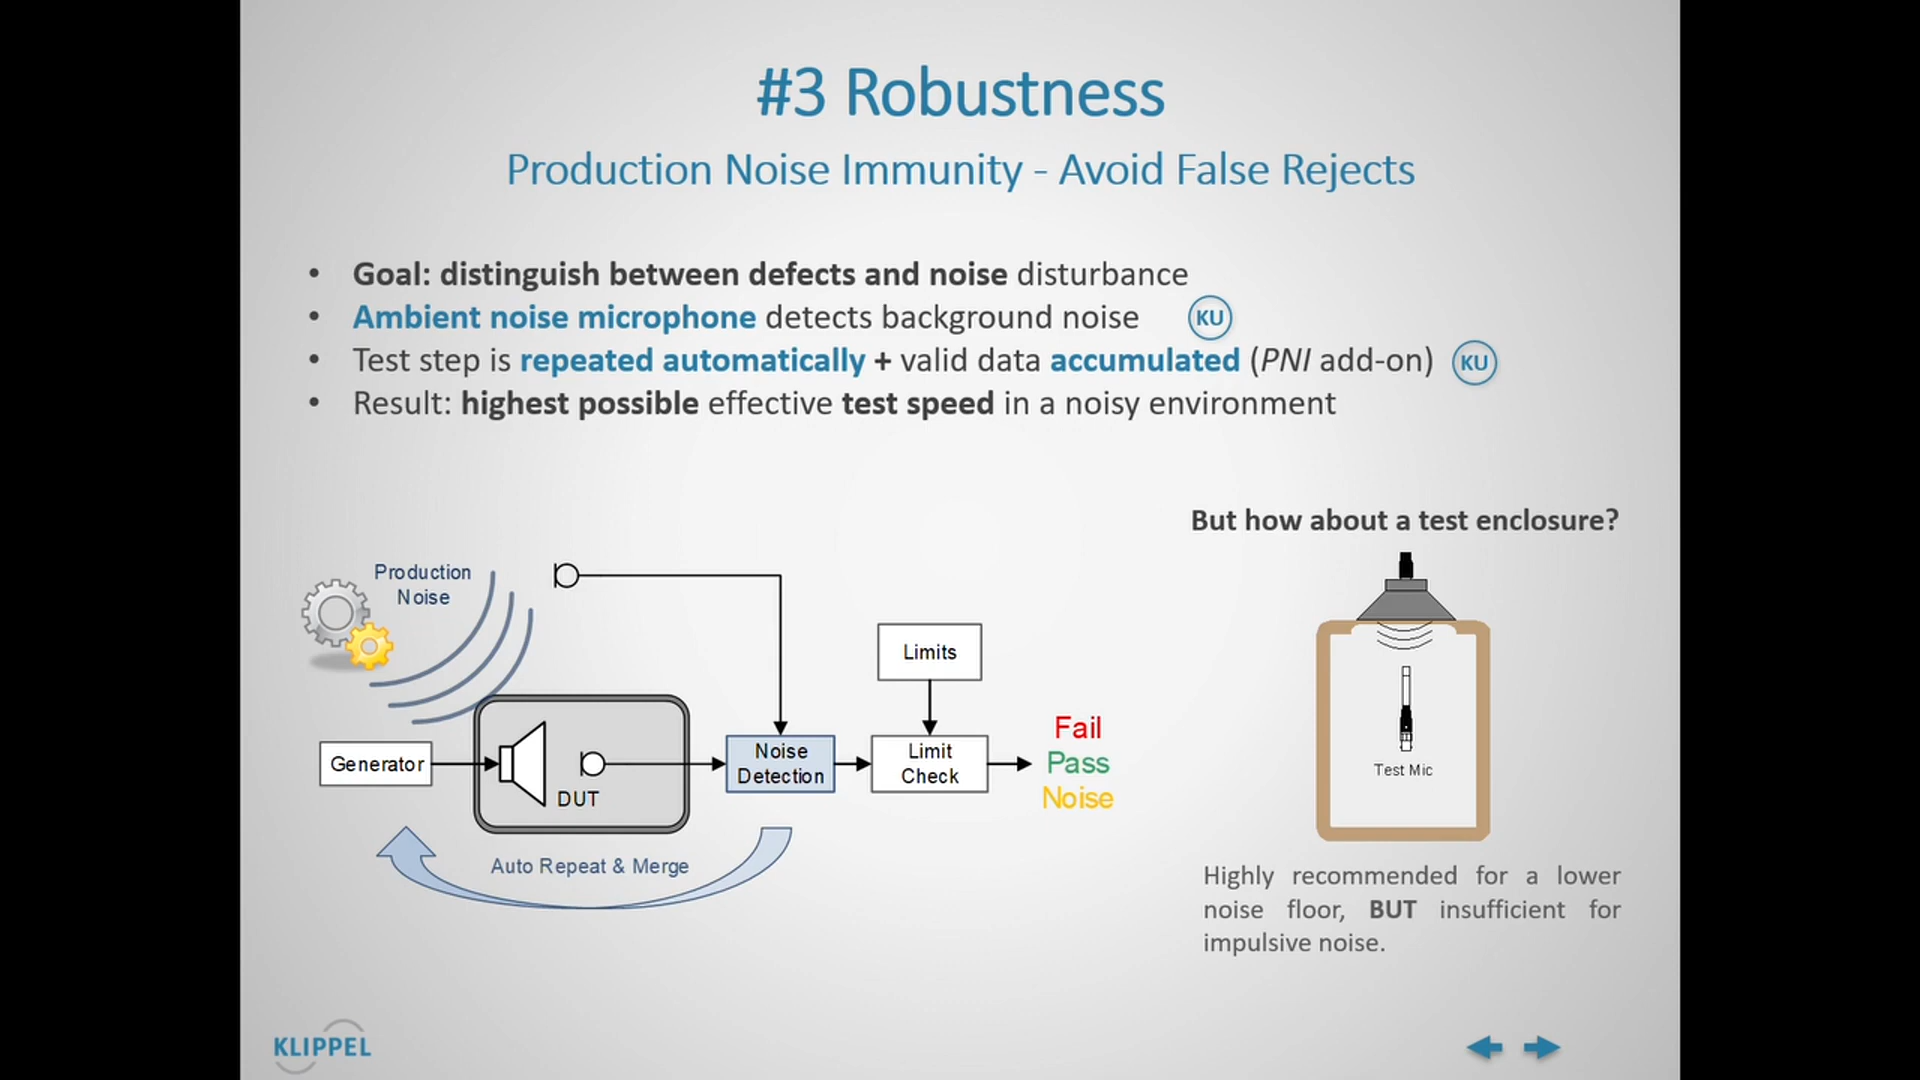 #3 Robustness
Production Noise Immunity - Avoid False Rejects
• Goal: distinguish between defects and noise disturbance
• Ambient noise microphone detects background noise KU
• Test step is repeated automatically + valid data accumulated (PNI add-on) KU
• Result: highest possible effective test speed in a noisy environment
Production
Noise
Generator
DUT
Noise
Detection
Limits
Limit
Check
Fail
Pass
Noise
Auto Repeat & Merge
But how about a test enclosure?
Test Mic
Highly recommended for a lower
noise floor, BUT insufficient for
impulsive noise.
KLIPPEL